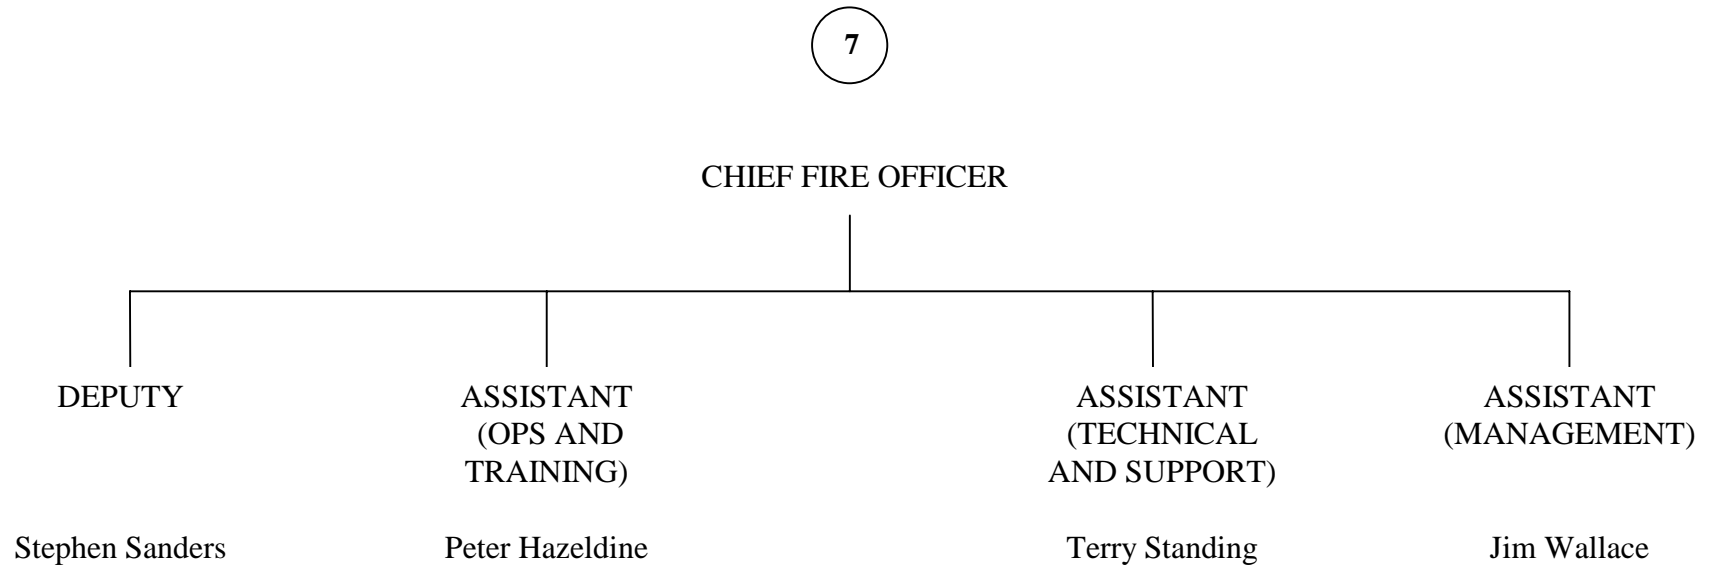 7
CHIEF FIRE OFFICER
DEPUTY
ASSISTANT
(OPS AND
TRAINING)
ASSISTANT
(TECHNICAL
AND SUPPORT)
ASSISTANT
(MANAGEMENT)
Stephen Sanders
Peter Hazeldine
Terry Standing
Jim Wallace